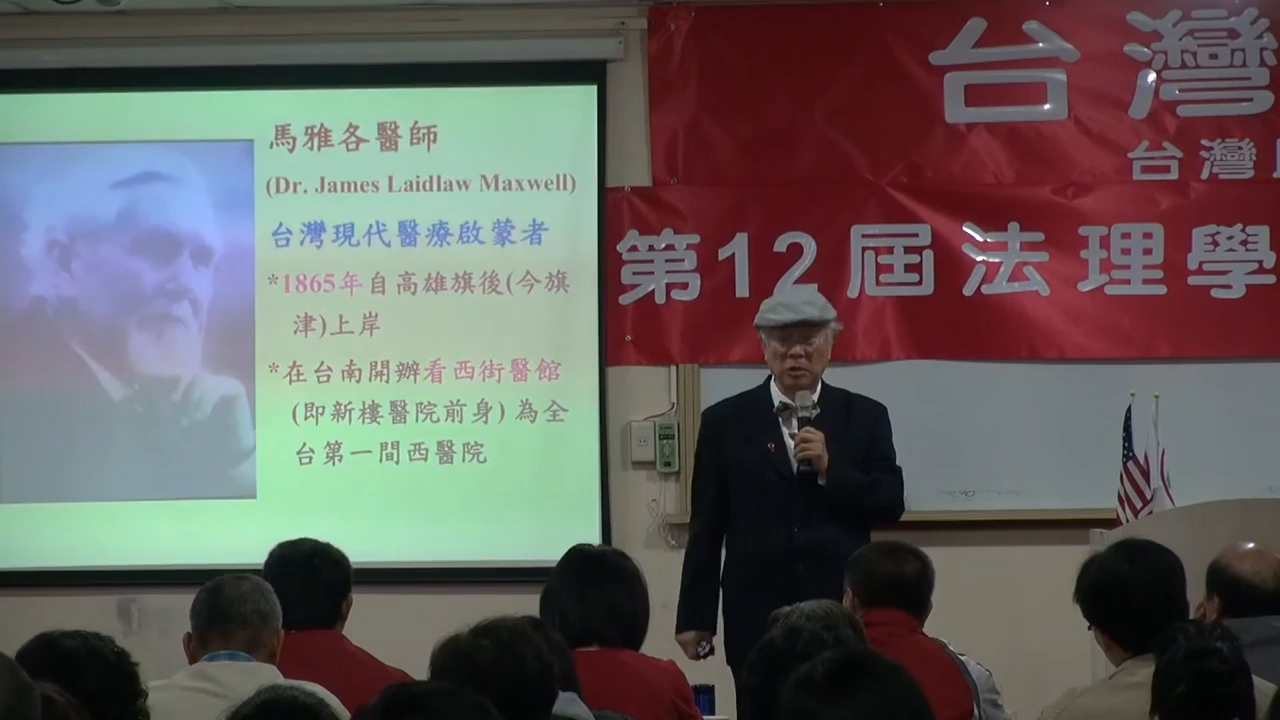 馬雅各醫師
(Dr. James Laidlaw Maxwell)
台灣現代醫療啟蒙者
*1865年自高雄旗後(今旗
津)上岸
*在台南開辦看西街醫館
(即新樓醫院前身) 為全
台第一間西醫院
台灣
台灣
第12屆法理學